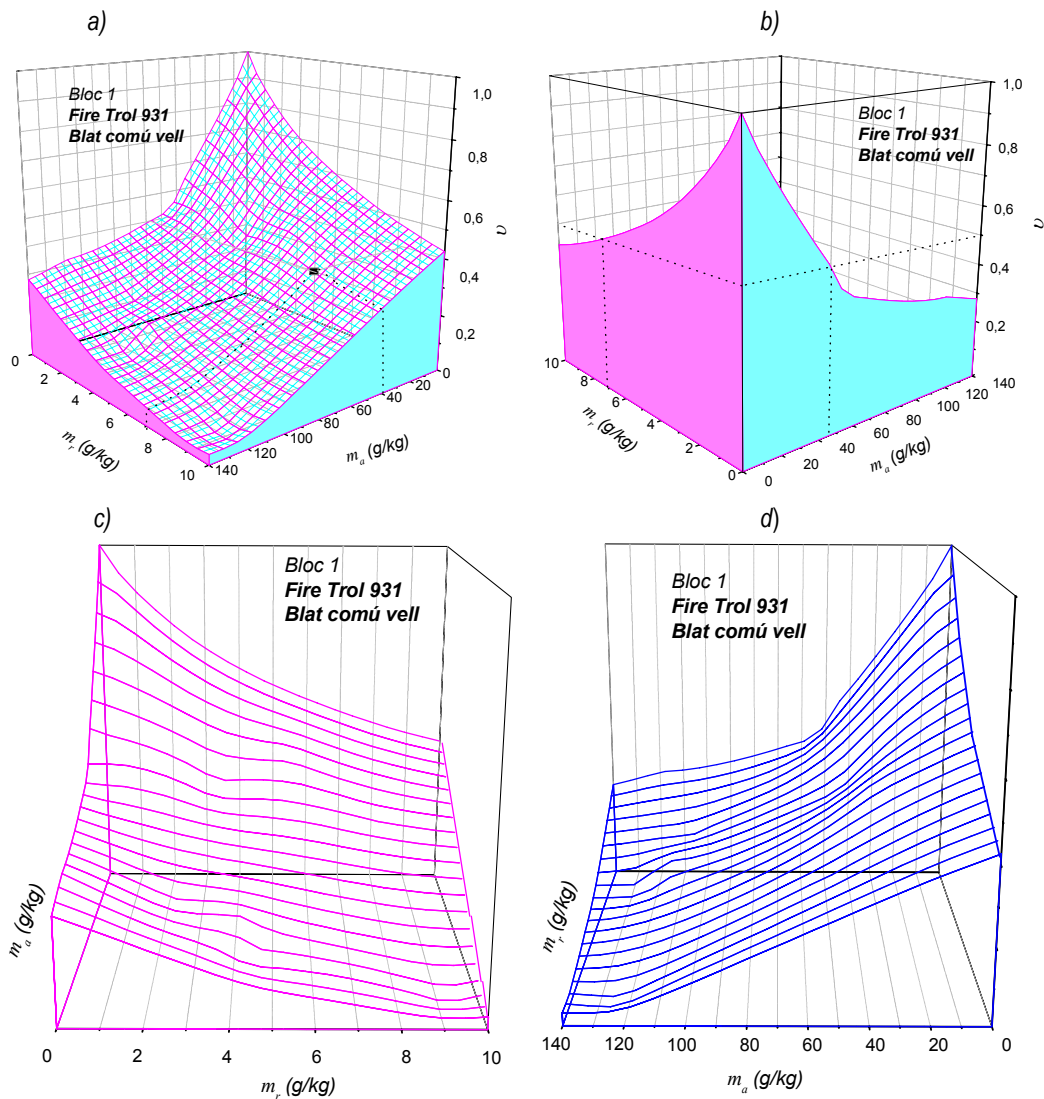 a)
Bloc 1
Fire Trol 931
Blat comú vell
1,0
0,8
0,6
0,4
0,2
0
υ
0
2
4
6
8
10
m_r (g/kg)
140
120
100
80
60
40
20
m_a (g/kg)
b)
Bloc 1
Fire Trol 931
Blat comú vell
1,0
0,8
0,6
0,4
0,2
υ
10
8
6
4
2
0
m_r (g/kg)
0
20
40
60
80
100
120
140
m_a (g/kg)
c)
Bloc 1
Fire Trol 931
Blat comú vell
m_a (g/kg)
0 2 4 6 8 10
m_r (g/kg)
d)
Bloc 1
Fire Trol 931
Blat comú vell
m_r (g/kg)
140 120 100 80 60 40 20 0
m_a (g/kg)